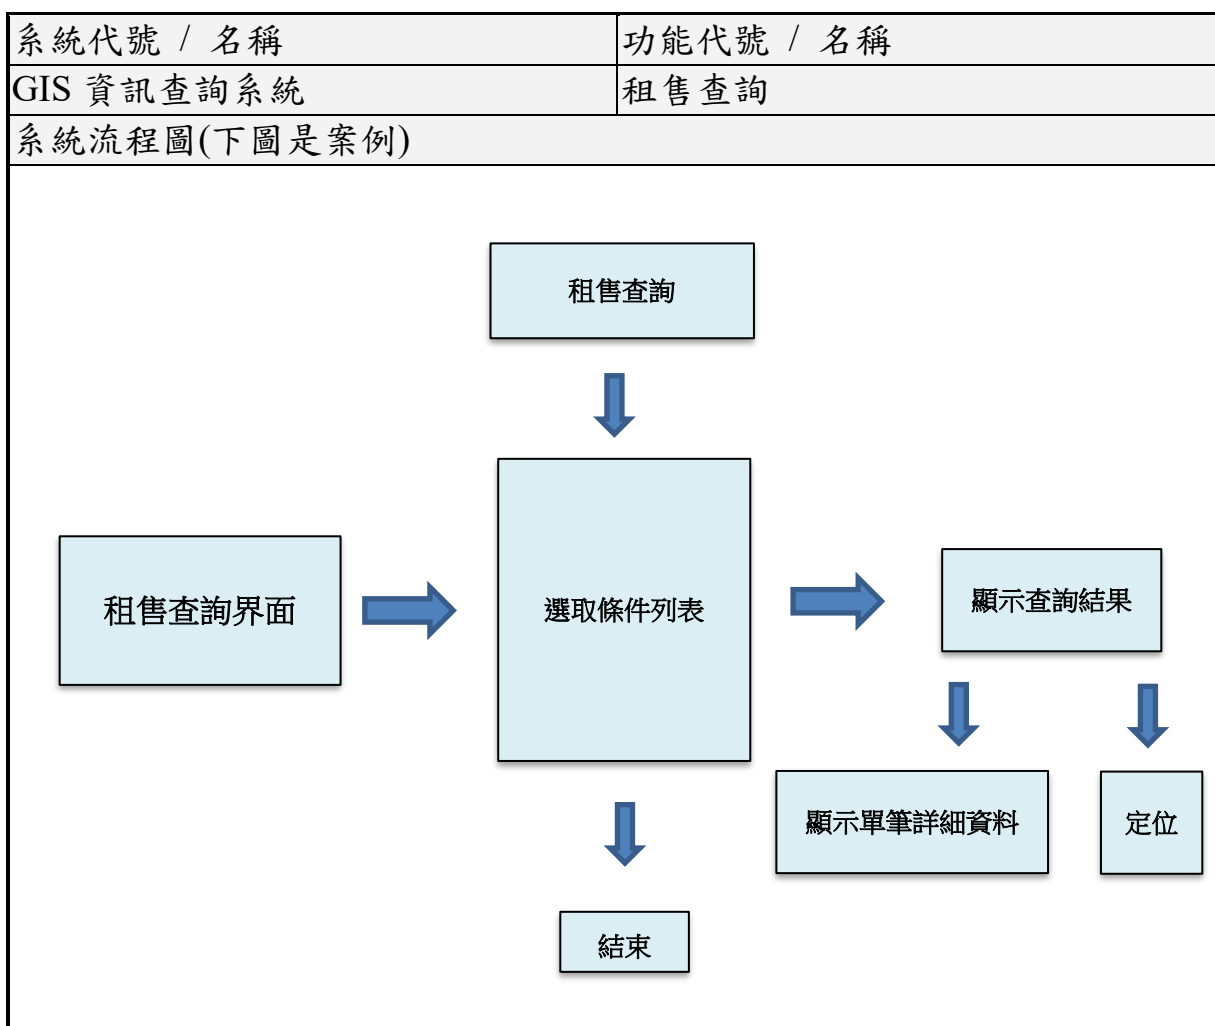 系統代號 / 名稱
功能代號 / 名稱
GIS 資訊查詢系統
租售查詢
系統流程圖(下圖是案例)
租售查詢
租售查詢界面
選取條件列表
顯示查詢結果
顯示單筆詳細資料
定位
結束